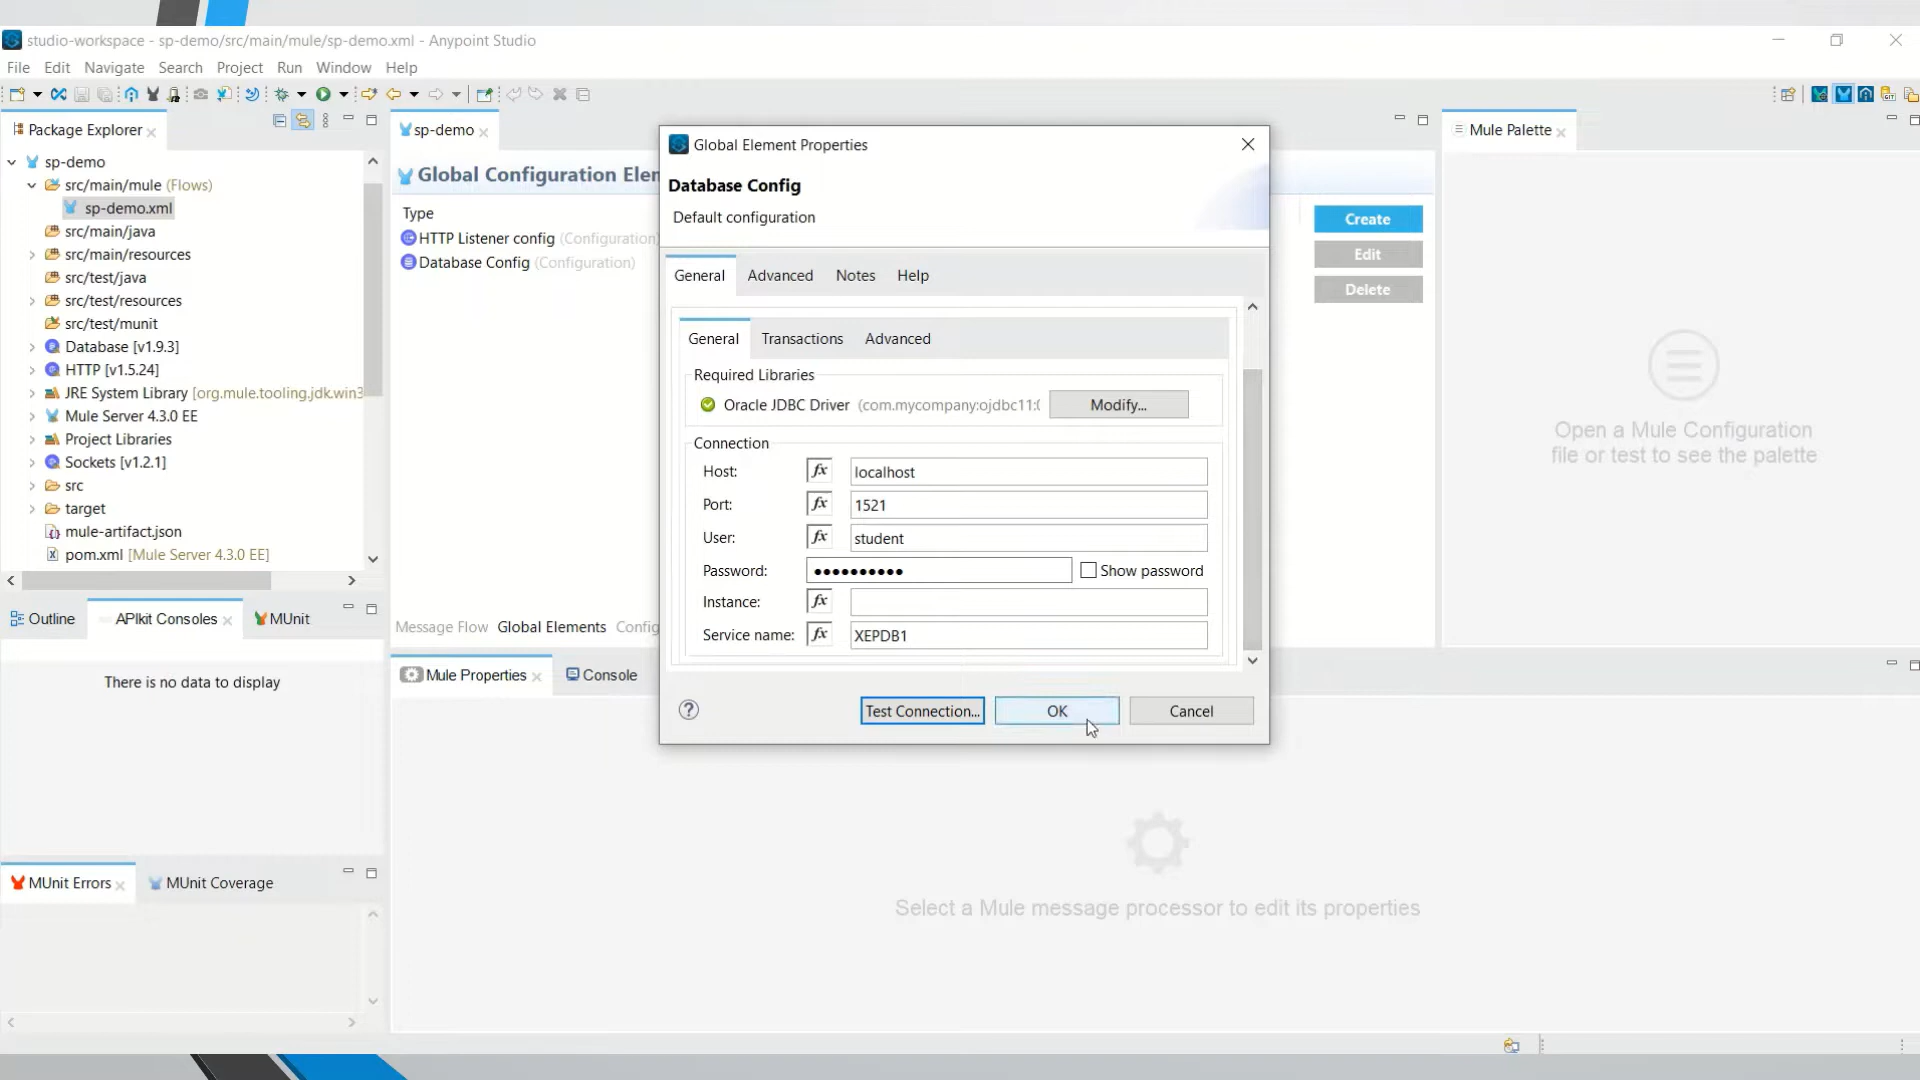 studio-workspace - sp-demo/src/main/mule/sp-demo.xml - Anypoint Studio
File Edit Navigate Search Project Run Window Help
Package Explorer
sp-demo
src/main/mule (Flows)
sp-demo.xml
src/main/java
src/main/resources
src/test/java
src/test/resources
src/test/munit
Database [v1.9.3]
HTTP [v1.5.24]
JRE System Library [org.mule.tooling.jdk.win3
Mule Server 4.3.0 EE
Project Libraries
Sockets [v1.2.1]
src
target
mule-artifact.json
pom.xml [Mule Server 4.3.0 EE]
Outline APIkit Consoles MUnit
There is no data to display
MUnit Errors MUnit Coverage
sp-demo
Global Configuration Elem
Type
HTTP Listener config (Configuration)
Database Config (Configuration)
Message Flow Global Elements Config
Create
Edit
Delete
Global Element Properties
Database Config
Default configuration
General Advanced Notes Help
General Transactions Advanced
Required Libraries
Oracle JDBC Driver (com.mycompany:ojdbc11:( Modify...
Connection
Host: fx localhost
Port: fx 1521
User: fx student
Password: •••••••••• Show password
Instance: fx
Service name: fx XEPDB1
? Test Connection... OK Cancel
Mule Properties Console
Select a Mule message processor to edit its properties
Mule Palette
Open a Mule Configuration
file or test to see the palette